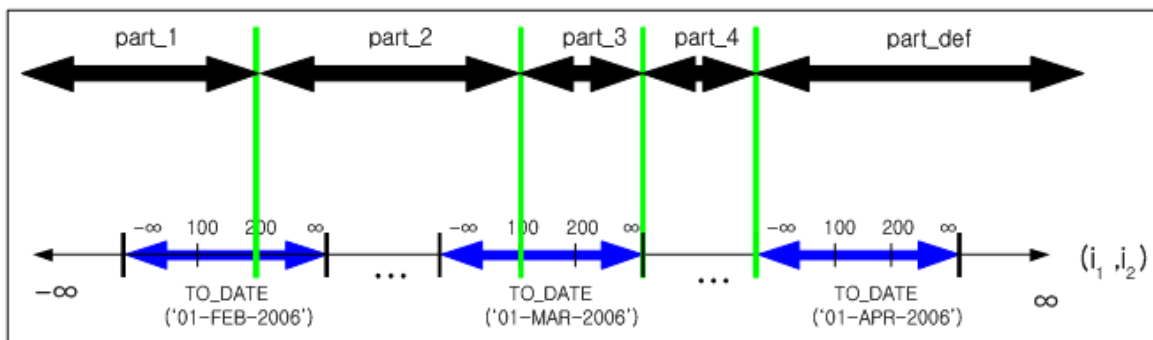 part_1 part_2 part_3 part_4 part_def
-∞ 100 200 ∞ -∞ 100 200 ∞ -∞ 100 200 ∞
... ... (i₁ ,i₂)
-∞ TO_DATE TO_DATE TO_DATE ∞
('01-FEB-2006') ('01-MAR-2006') ('01-APR-2006')